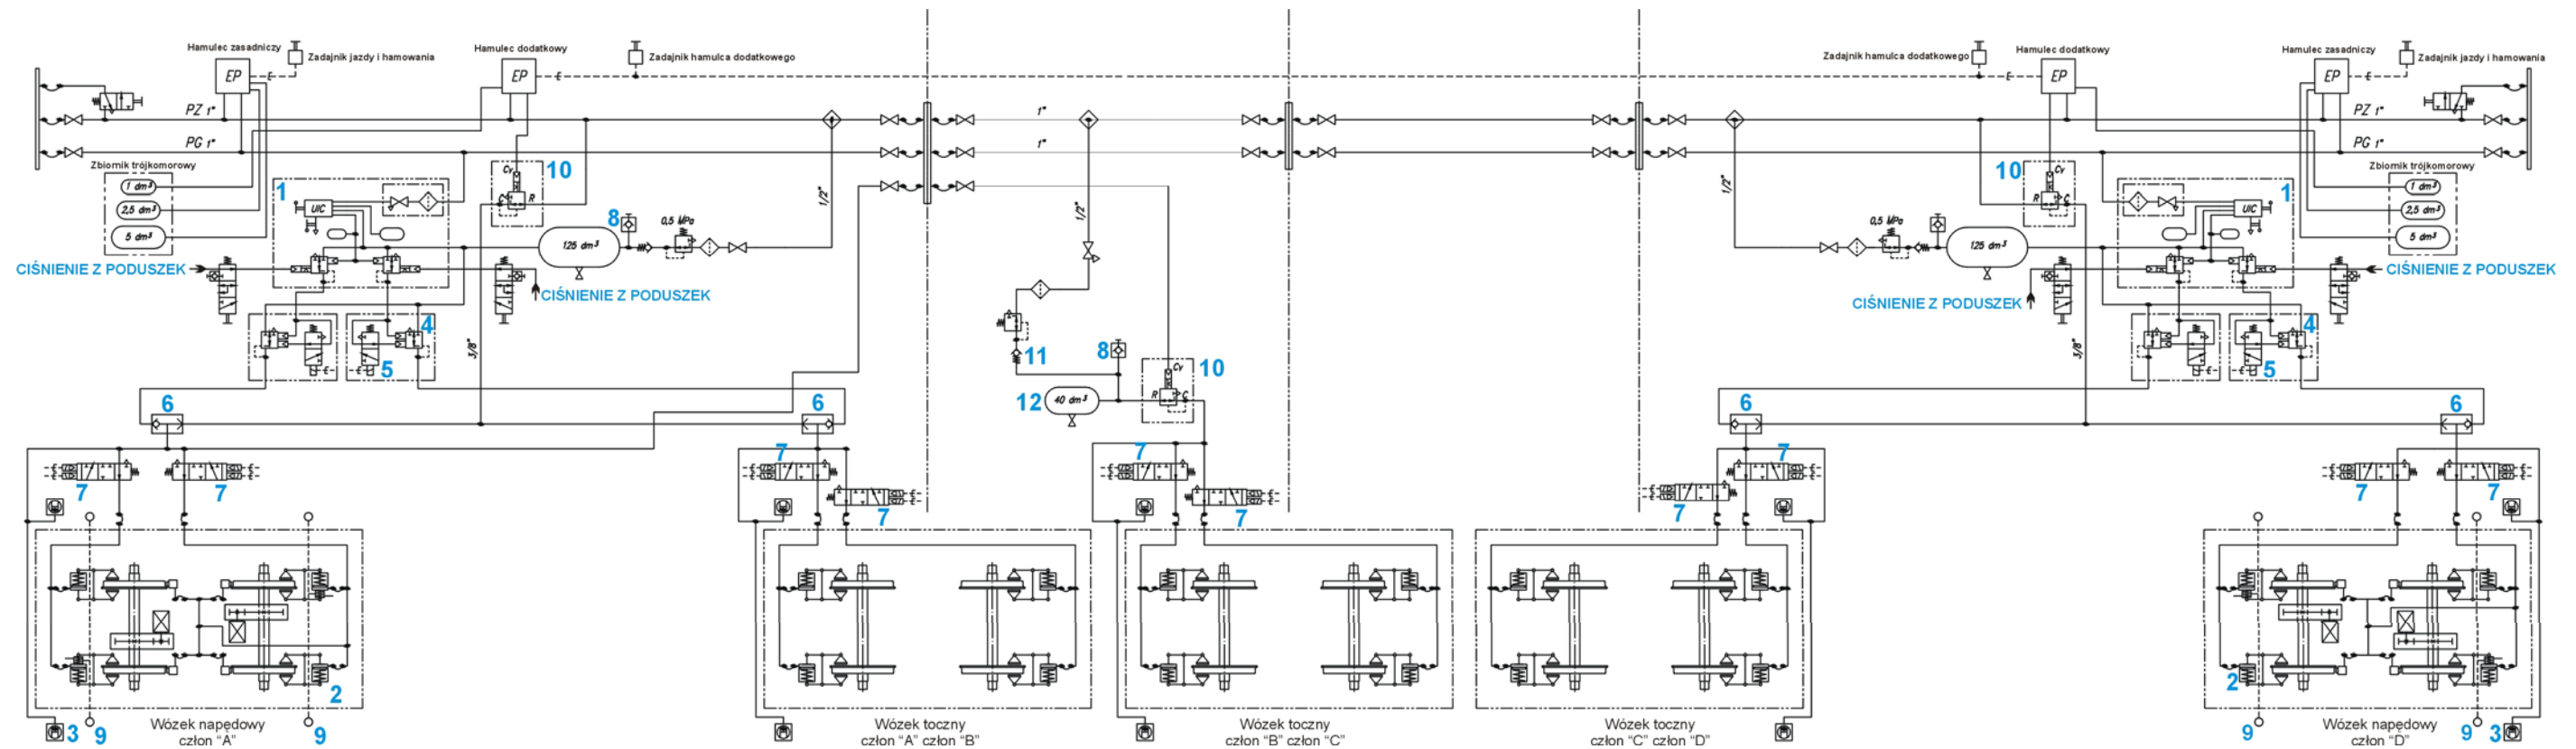 Hamulec zasadniczy
Zadajnik jazdy i hamowania
Hamulec dodatkowy
Zadajnik hamulca dodatkowego
Zadajnik hamulca dodatkowego
Hamulec dodatkowy
Hamulec zasadniczy
Zadajnik jazdy i hamowania
EP
E
EP
E
E
EP
EP
E
PZ 1"
1"
PZ 1"
PG 1"
1"
PG 1"
Zbiornik trójkomorowy
1 dm³
2,5 dm³
5 dm³
1
UIC
10
Cv
C
R
1/2"
8
0,5 MPa
125 dm³
1/2"
1/2"
0,5 MPa
125 dm³
10
Cv
R
C
1
UIC
Zbiornik trójkomorowy
1 dm³
2,5 dm³
5 dm³
CIŚNIENIE Z PODUSZEK
CIŚNIENIE Z PODUSZEK
CIŚNIENIE Z PODUSZEK
CIŚNIENIE Z PODUSZEK
4
5
E
3/8"
11
8
12
40 dm³
10
Cv
R
C
3/8"
4
5
6
6
6
6
7
7
7
7
7
7
7
7
7
7
2
2
3
9
9
9
9
3
Wózek napędowy
człon "A"
Wózek toczny
człon "A" człon "B"
Wózek toczny
człon "B" człon "C"
Wózek toczny
człon "C" człon "D"
Wózek napędowy
człon "D"